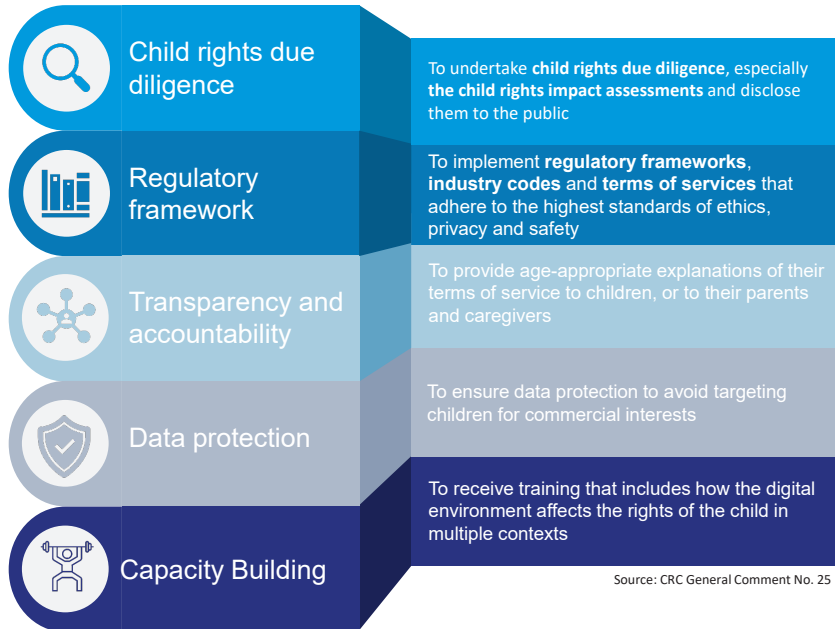 Child rights due
diligence
To undertake child rights due diligence, especially
the child rights impact assessments and disclose
them to the public
Regulatory
framework
To implement regulatory frameworks,
industry codes and terms of services that
adhere to the highest standards of ethics,
privacy and safety
Transparency and
accountability
To provide age-appropriate explanations of their
terms of service to children, or to their parents
and caregivers
Data protection
To ensure data protection to avoid targeting
children for commercial interests
Capacity Building
To receive training that includes how the digital
environment affects the rights of the child in
multiple contexts
Source: CRC General Comment No. 25